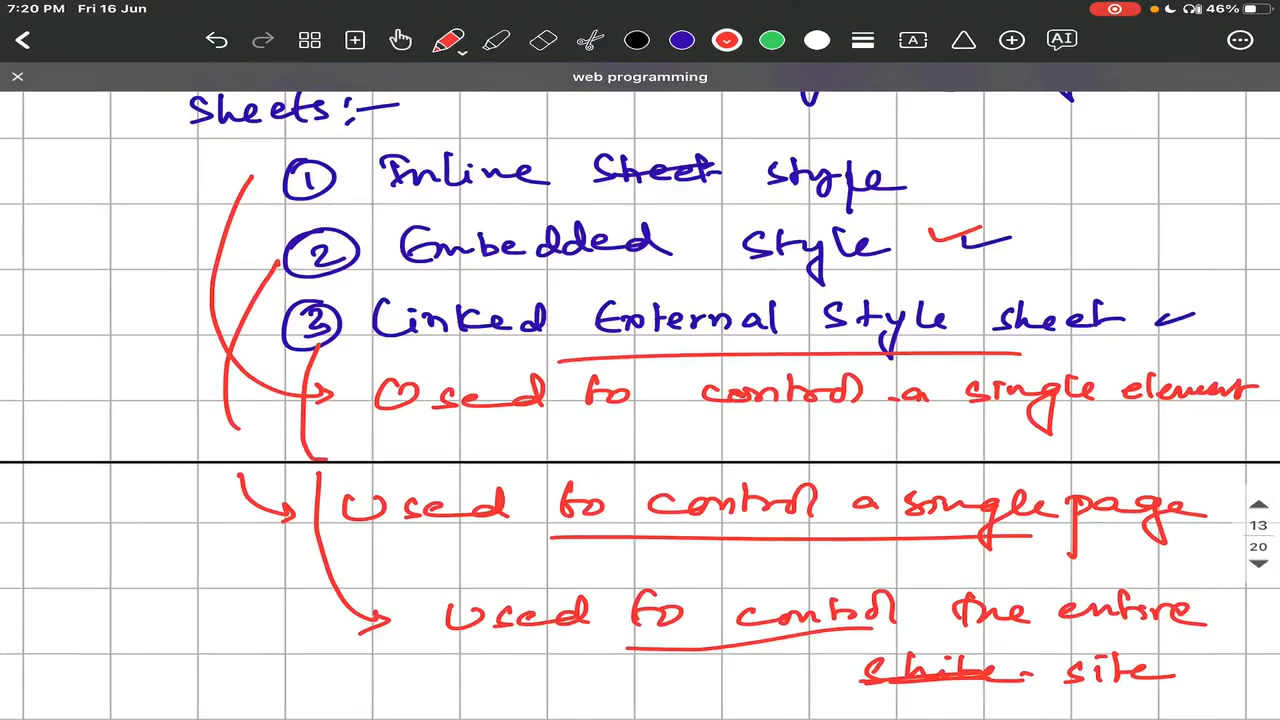 7:20 PM Fri 16 Jun 46%
A AI
web programming
Sheets :-
1 Inline Sheet style
2 Embedded style
3 Linked External Style sheet
Used to control a single element
Used to control a single page
13
20
Used to control the entire
site